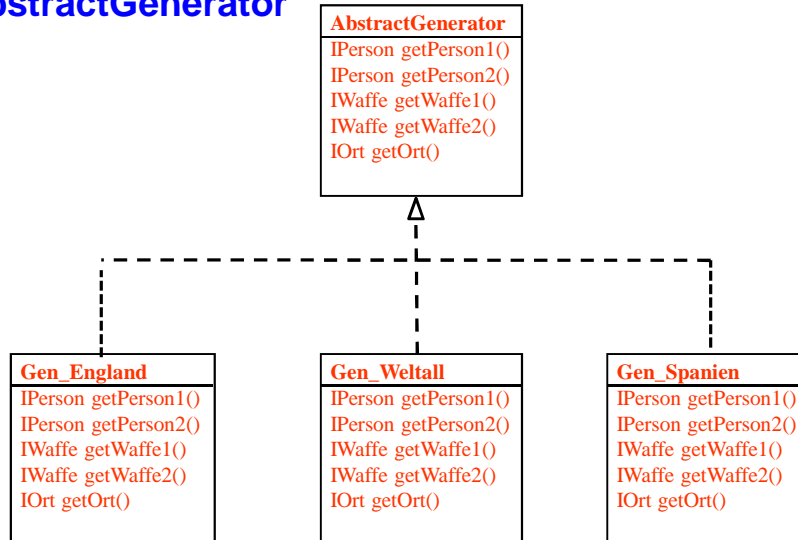 bstractGenerator
AbstractGenerator
IPerson getPerson1()
IPerson getPerson2()
IWaffe getWaffe1()
IWaffe getWaffe2()
IOrt getOrt()
Gen_England
IPerson getPerson1()
IPerson getPerson2()
IWaffe getWaffe1()
IWaffe getWaffe2()
IOrt getOrt()
Gen_Weltall
IPerson getPerson1()
IPerson getPerson2()
IWaffe getWaffe1()
IWaffe getWaffe2()
IOrt getOrt()
Gen_Spanien
IPerson getPerson1()
IPerson getPerson2()
IWaffe getWaffe1()
IWaffe getWaffe2()
IOrt getOrt()